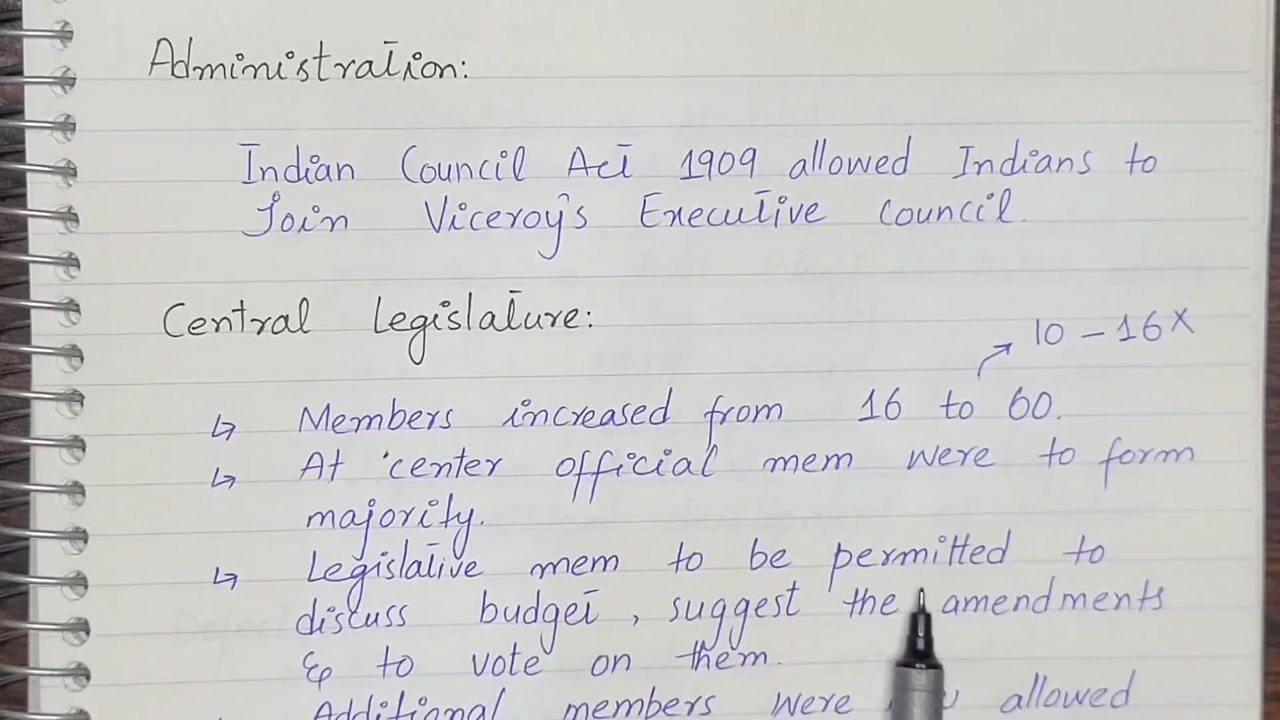 Administration:
Indian Council Act 1909 allowed Indians to
Join Viceroy's Executive Council.
Central Legislature:
10 - 16 x
↳ Members increased from 16 to 60.
↳ At center official mem were to form
majority.
↳ Legislative mem to be permitted to
discuss budget, suggest the amendments
& to vote on them.
Additional members were allowed